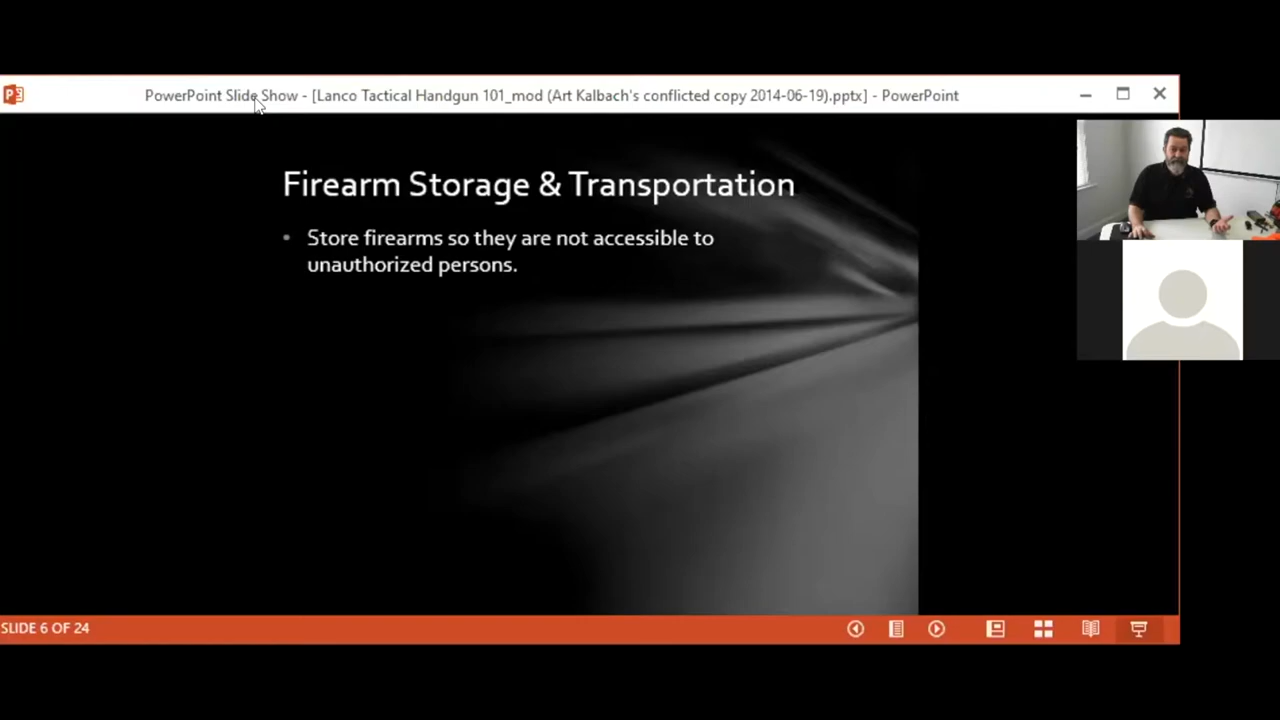 PowerPoint Slide Show - [Lanco Tactical Handgun 101_mod (Art Kalbach's conflicted copy 2014-06-19).pptx] - PowerPoint
Firearm Storage & Transportation
• Store firearms so they are not accessible to
unauthorized persons.
SLIDE 6 OF 24